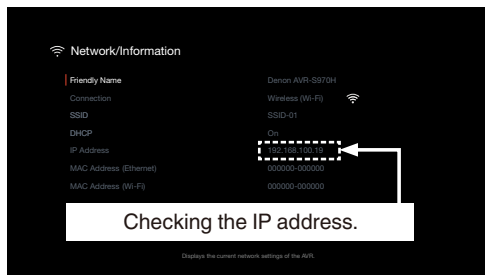 Network/Information
Friendly Name Denon AVR-S970H
Connection Wireless (Wi-Fi)
SSID SSID-01
DHCP On
IP Address 192.168.100.19
MAC Address (Ethernet) 000000-000000
MAC Address (Wi-Fi) 000000-000000
Checking the IP address.
Displays the current network settings of the AVR.